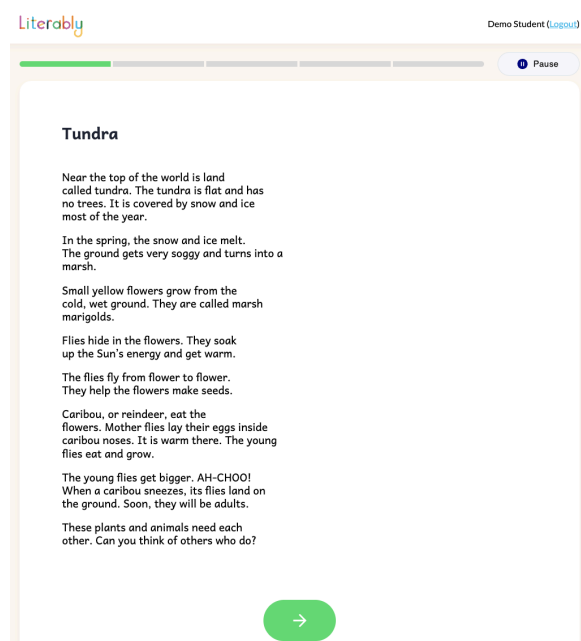 Literably
Demo Student (Logout)
Pause
Tundra
Near the top of the world is land
called tundra. The tundra is flat and has
no trees. It is covered by snow and ice
most of the year.
In the spring, the snow and ice melt.
The ground gets very soggy and turns into a
marsh.
Small yellow flowers grow from the
cold, wet ground. They are called marsh
marigolds.
Flies hide in the flowers. They soak
up the Sun's energy and get warm.
The flies fly from flower to flower.
They help the flowers make seeds.
Caribou, or reindeer, eat the
flowers. Mother flies lay their eggs inside
caribou noses. It is warm there. The young
flies eat and grow.
The young flies get bigger. AH-CHOO!
When a caribou sneezes, its flies land on
the ground. Soon, they will be adults.
These plants and animals need each
other. Can you think of others who do?